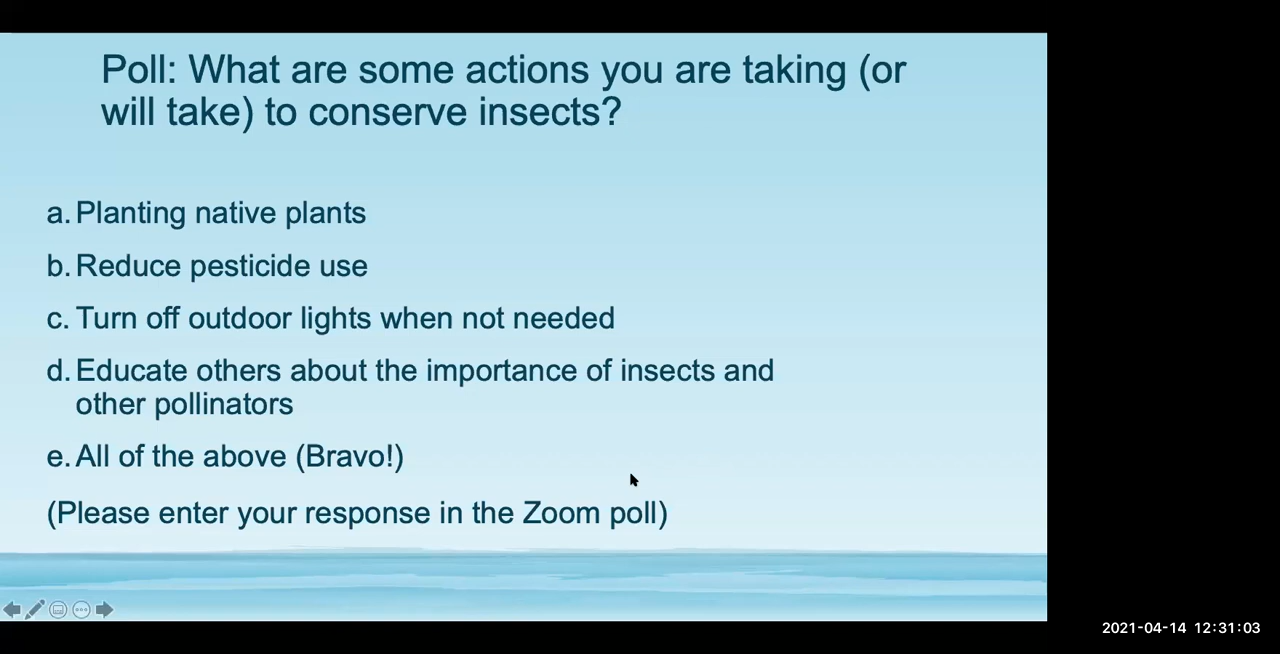 Poll: What are some actions you are taking (or
will take) to conserve insects?
a. Planting native plants
b. Reduce pesticide use
c. Turn off outdoor lights when not needed
d. Educate others about the importance of insects and
other pollinators
e. All of the above (Bravo!)
(Please enter your response in the Zoom poll)
2021-04-14 12:31:03